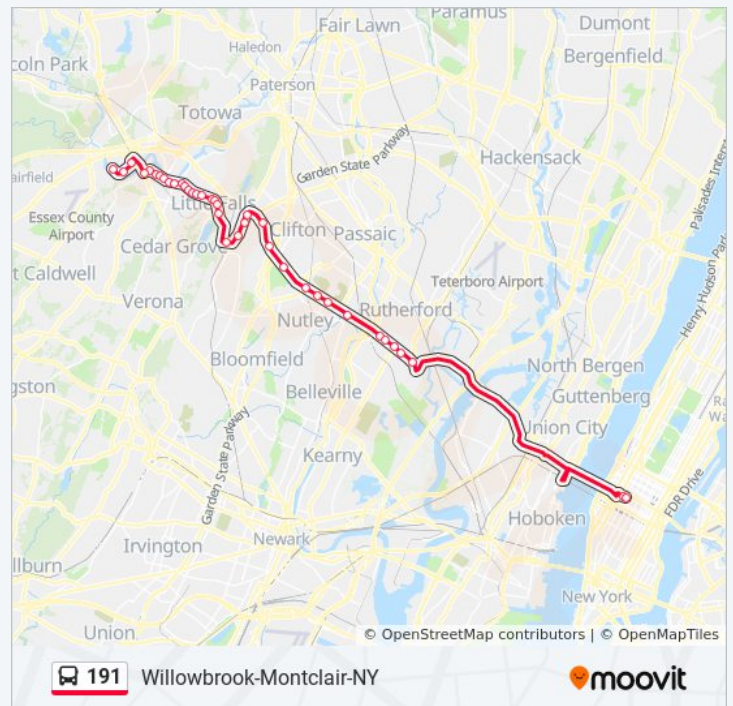 Paramus
Fair Lawn
Dumont
Haledon
Bergenfield
coln Park
Paterson
Totowa
Garden State Parkway
Hackensack
airfield
Palisades Inters
Little Falls
Essex County
Airport
Clifton
Passaic
Cedar Grove
Teterboro Airport
t Caldwell
Henry Hudson Park
Verona
Rutherford
Nutley
North Bergen
Bloomfield
Guttenberg
gston
Belleville
Union City
Garden State Parkway
Kearny
FDR Drive
Hoboken
Irvington
Newark
llburn
New York
Union
© OpenStreetMap contributors | © OpenMapTiles
191 Willowbrook-Montclair-NY
moovit